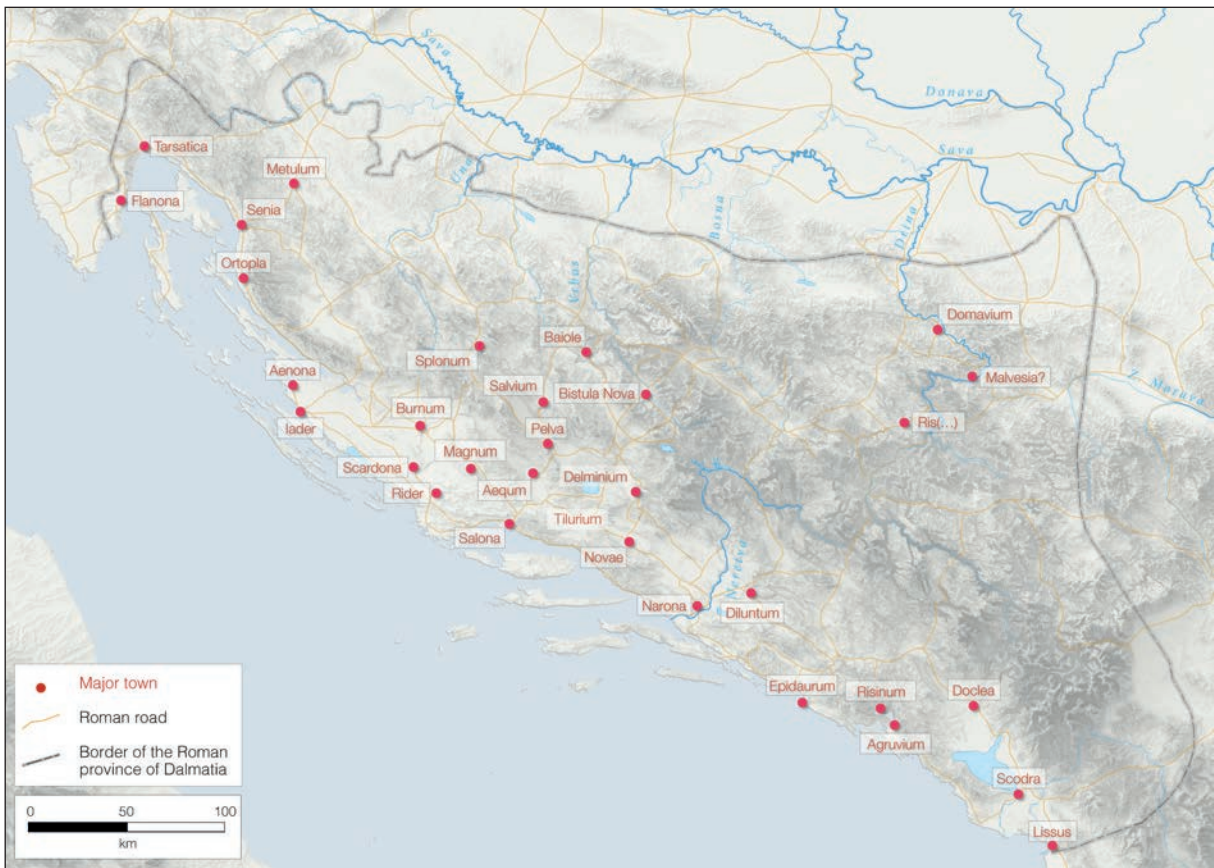 Sava
Donava
Tarsatica
Sava
Metulum
Una
Flanona
Bosna
Drina
Senia
Ortopla
Urbas
Domavium
Splonum
Baiole
Aenona
Salvium
Bistula Nova
Malvesia?
Z. Morava
Iader
Burnum
Pelva
Ris(...)
Scardona
Magnum
Delminium
Rider
Aequm
Salona
Tilurium
Novae
Neretva
Narona
Diluntum
Epidaurum
Risinum
Doclea
Agruvium
Scodra
Lissus
Major town
Roman road
Border of the Roman
province of Dalmatia
0 50 100
km